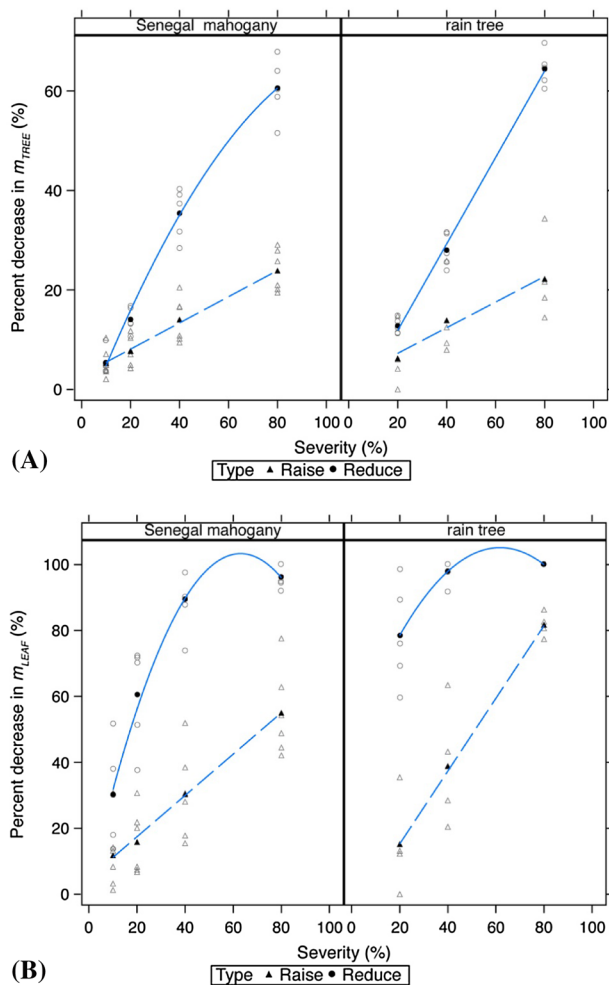 Senegal mahogany rain tree
Percent decrease in mTREE (%)
60
40
20
0
0 20 40 60 80 100 0 20 40 60 80 100
Severity (%)
(A)
Type ▲ Raise ● Reduce
Senegal mahogany rain tree
Percent decrease in mLEAF (%)
100
80
60
40
20
0
0 20 40 60 80 100 0 20 40 60 80 100
Severity (%)
(B)
Type ▲ Raise ● Reduce